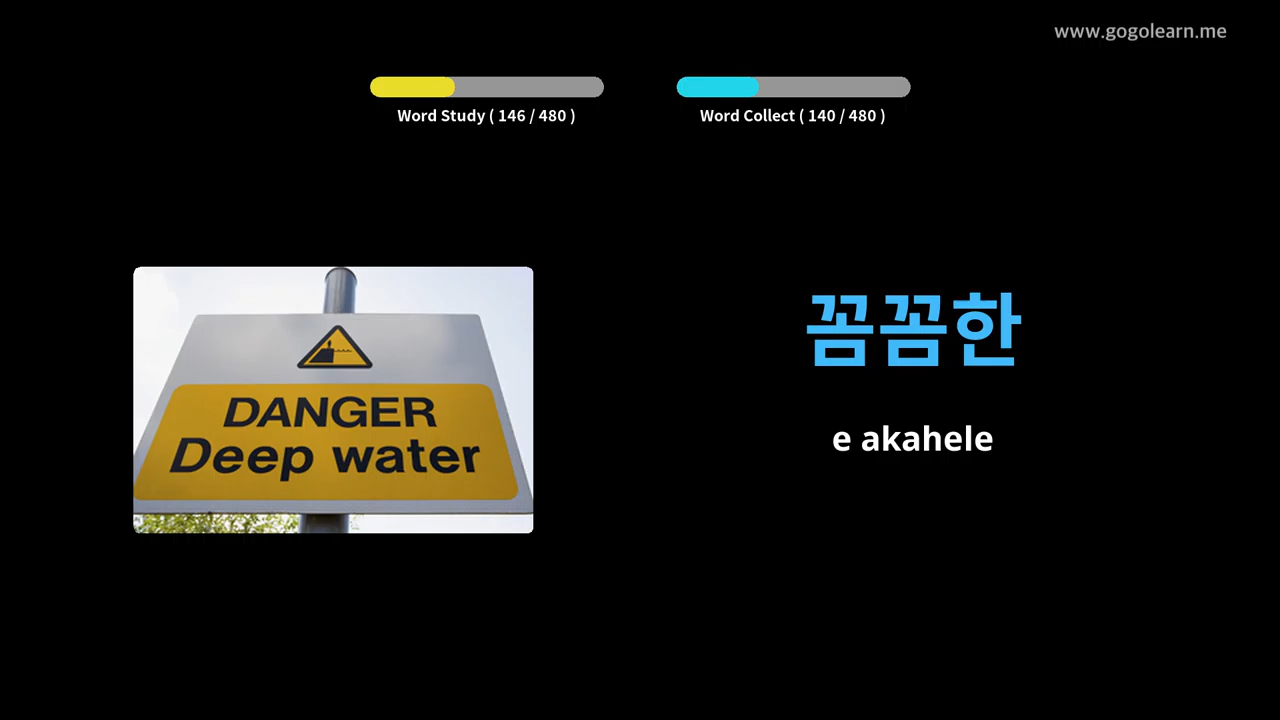 www.gogolearn.me
Word Study ( 146 / 480 )
Word Collect ( 140 / 480 )
DANGER
Deep water
꼼꼼한
e akahele